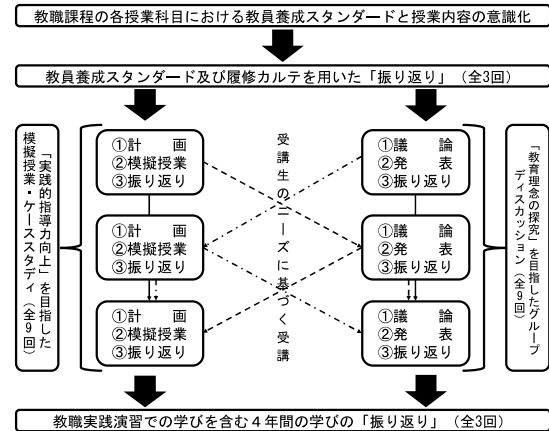 教職課程の各授業科目における教員養成スタンダードと授業内容の意識化
教員養成スタンダード及び履修カルテを用いた「振り返り」（全3回）
「実践的指導力向上」を目指した
模擬授業・ケーススタディ（全9回）
①計　　画
②模擬授業
③振り返り
①計　　画
②模擬授業
③振り返り
①計　　画
②模擬授業
③振り返り
受講生のニーズに基づく受講
①議　　論
②発　　表
③振り返り
①議　　論
②発　　表
③振り返り
①議　　論
②発　　表
③振り返り
「教育理念の探究」を目指したグループ
ディスカッション（全9回）
教職実践演習での学びを含む４年間の学びの「振り返り」（全3回）